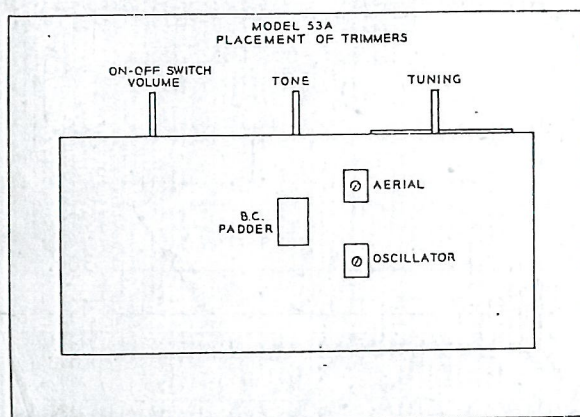 MODEL 53A
PLACEMENT OF TRIMMERS
ON-OFF SWITCH
VOLUME
TONE
TUNING
AERIAL
B.C.
PADDER
OSCILLATOR